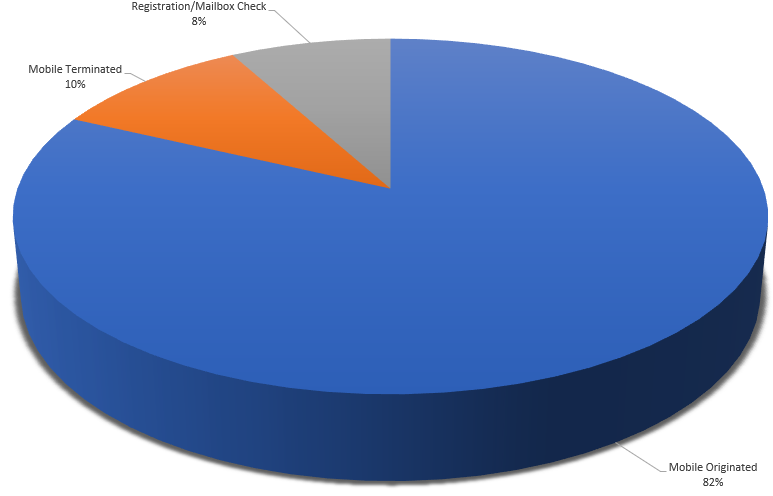 Registration/Mailbox Check
8%
Mobile Terminated
10%
Mobile Originated
82%